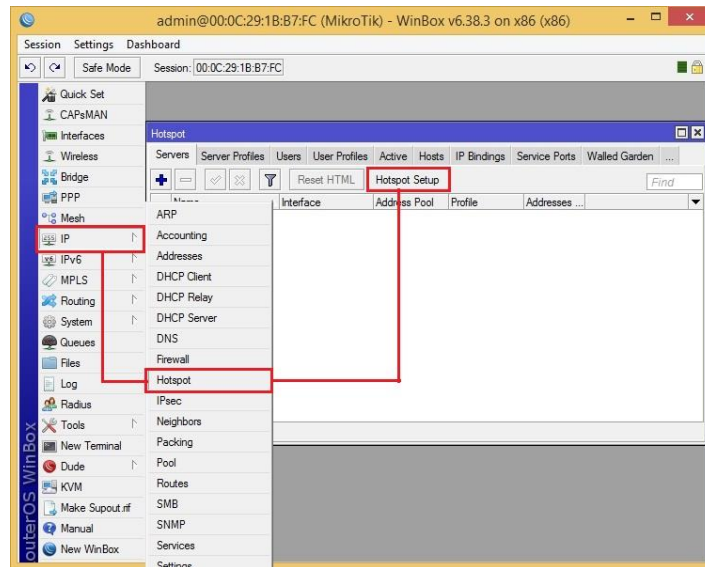 admin@00:0C:29:1B:B7:FC (MikroTik) - WinBox v6.38.3 on x86 (x86)
Session Settings Dashboard
Safe Mode Session: 00:0C:29:1B:B7:FC
Quick Set
CAPsMAN
Interfaces
Wireless
Bridge
PPP
Mesh
IP
IPv6
MPLS
Routing
System
Queues
Files
Log
Radius
Tools
New Terminal
Dude
KVM
Make Supout.rif
Manual
New WinBox
Hotspot
Servers Server Profiles Users User Profiles Active Hosts IP Bindings Service Ports Walled Garden ...
Reset HTML Hotspot Setup Find
Name Interface Address Pool Profile Addresses ...
ARP
Accounting
Addresses
DHCP Client
DHCP Relay
DHCP Server
DNS
Firewall
Hotspot
IPsec
Neighbors
Packing
Pool
Routes
SMB
SNMP
Services
Settings
outerOS WinBox